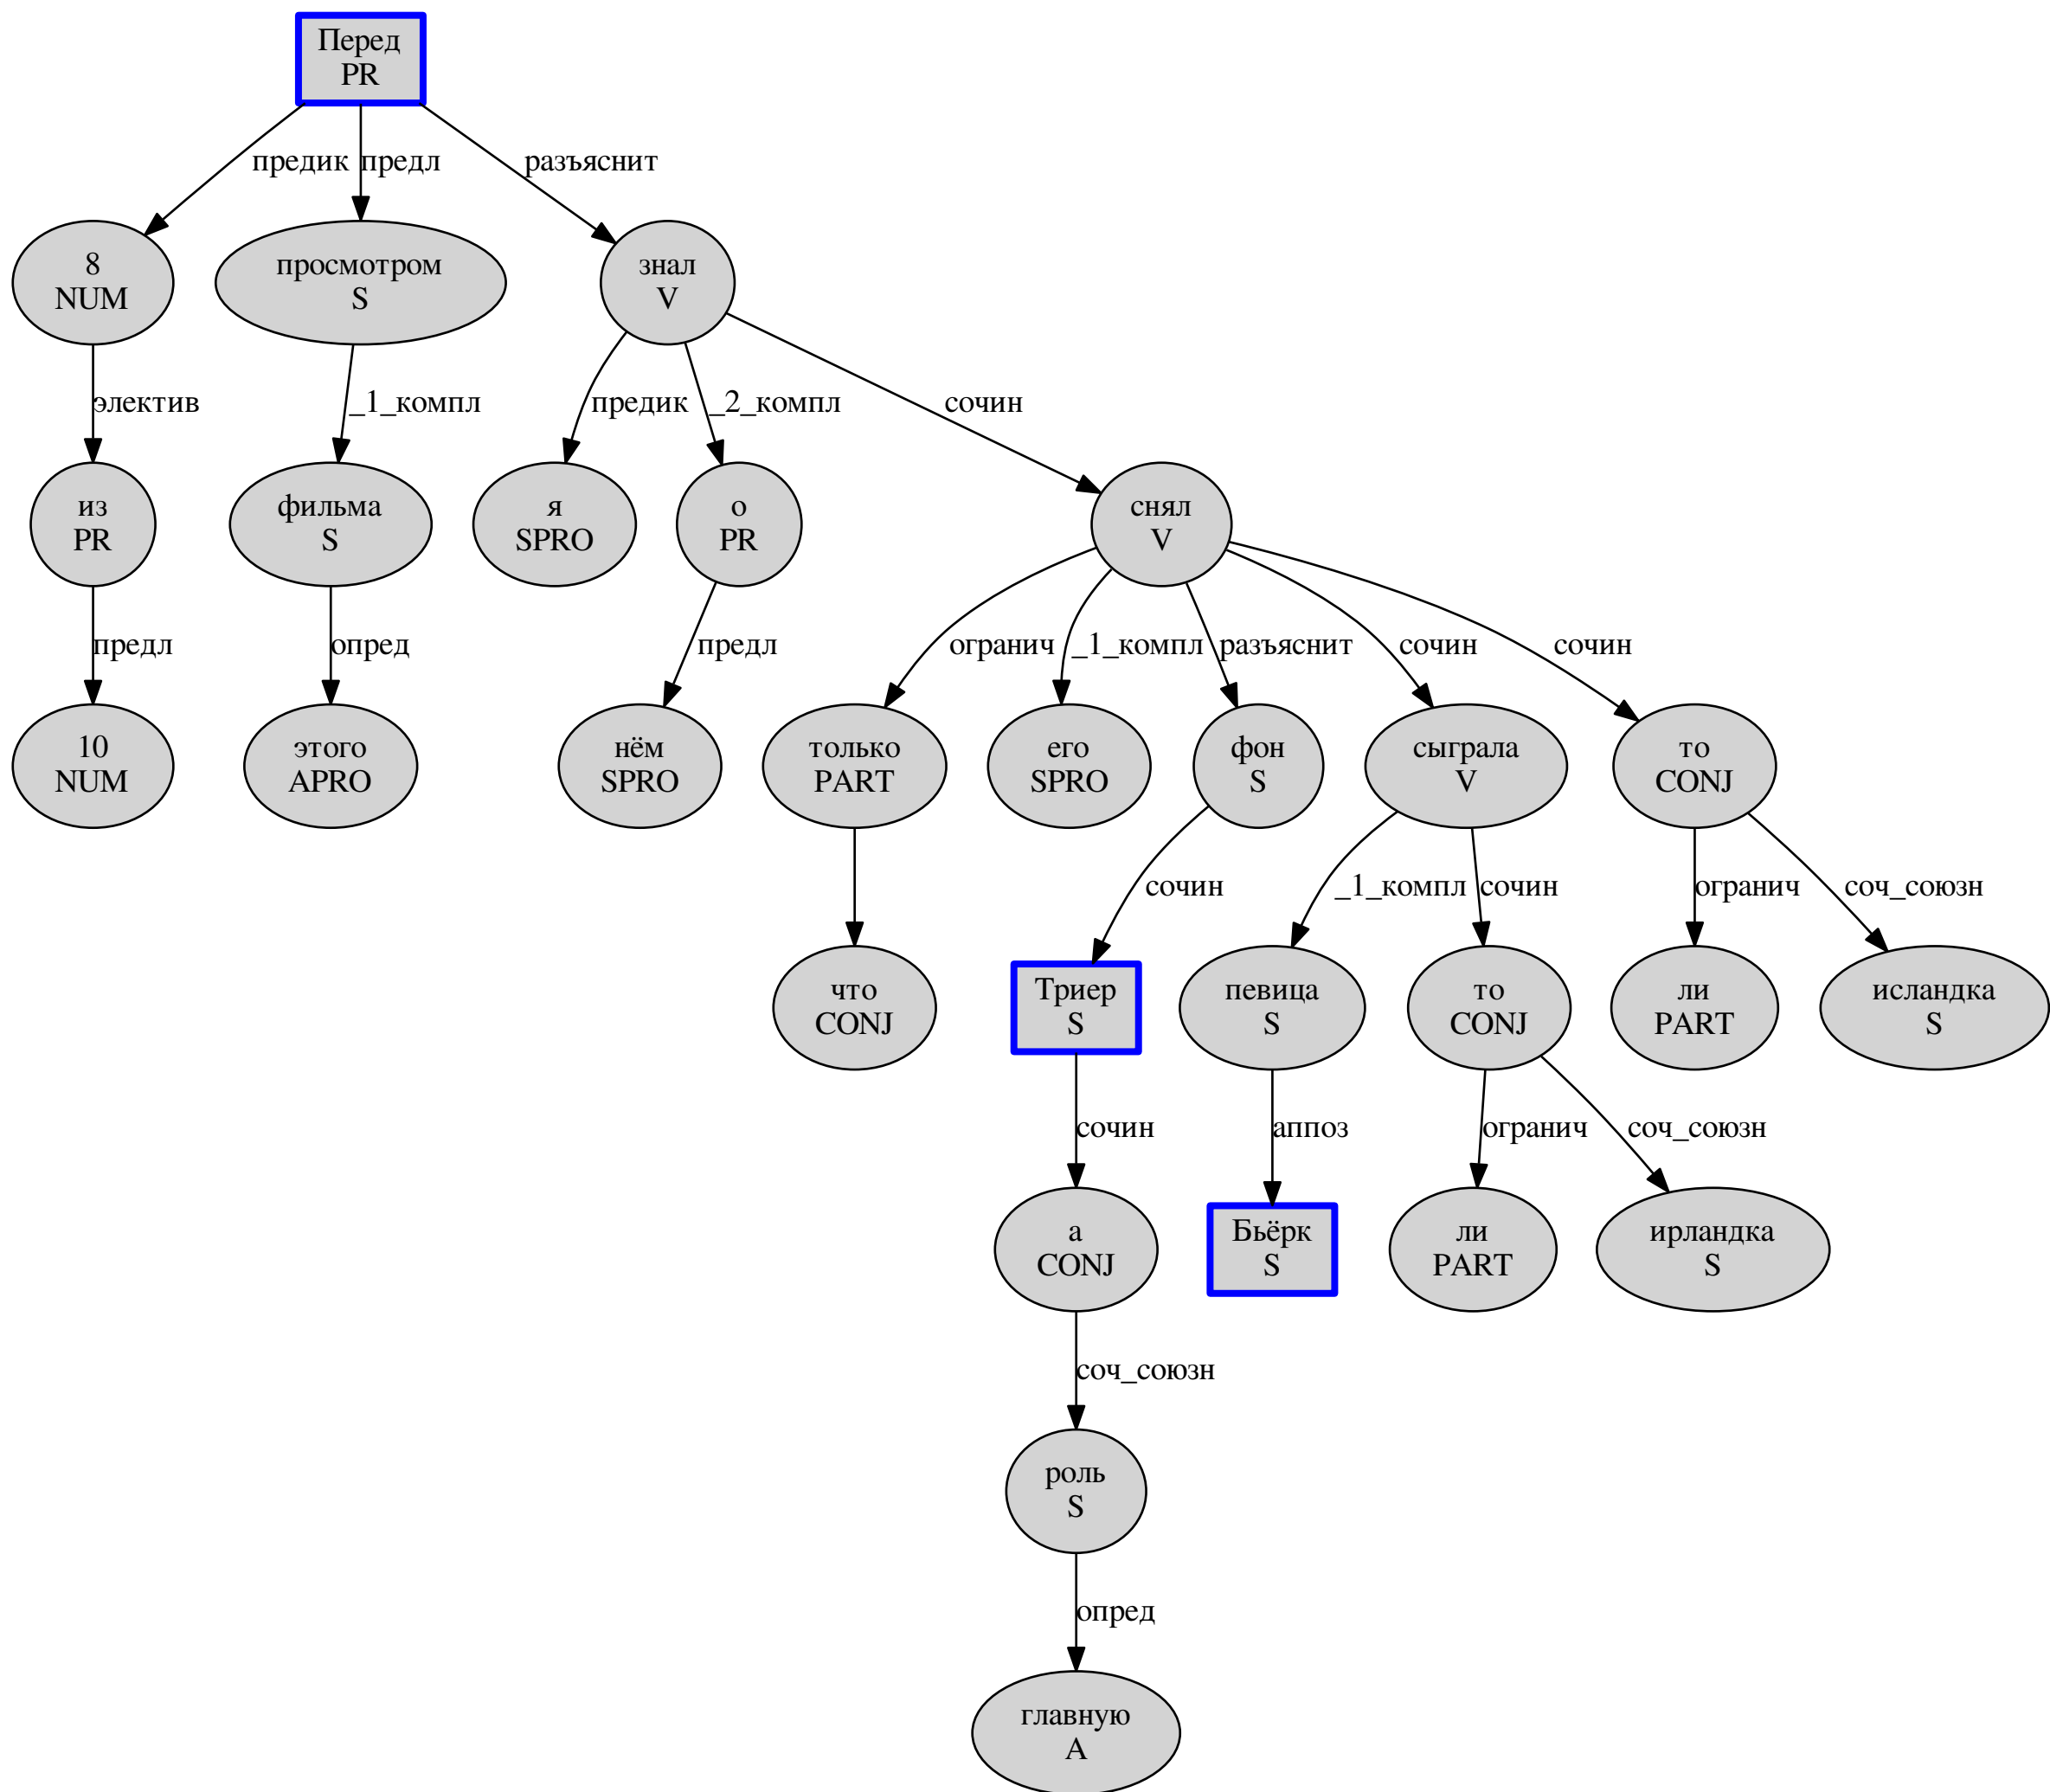 Перед
PR
предик
предл
разъяснит
8
NUM
просмотром
S
знал
V
электив
_1_компл
предик
_2_компл
сочин
из
PR
фильма
S
я
SPRO
о
PR
снял
V
предл
опред
предл
огранич
_1_компл
разъяснит
сочин
сочин
10
NUM
этого
APRO
нём
SPRO
только
PART
его
SPRO
фон
S
сыграла
V
то
CONJ
сочин
_1_компл
сочин
огранич
соч_союзн
что
CONJ
Триер
S
певица
S
то
CONJ
ли
PART
исландка
S
сочин
аппоз
огранич
соч_союзн
а
CONJ
Бьёрк
S
ли
PART
ирландка
S
соч_союзн
роль
S
опред
главную
A